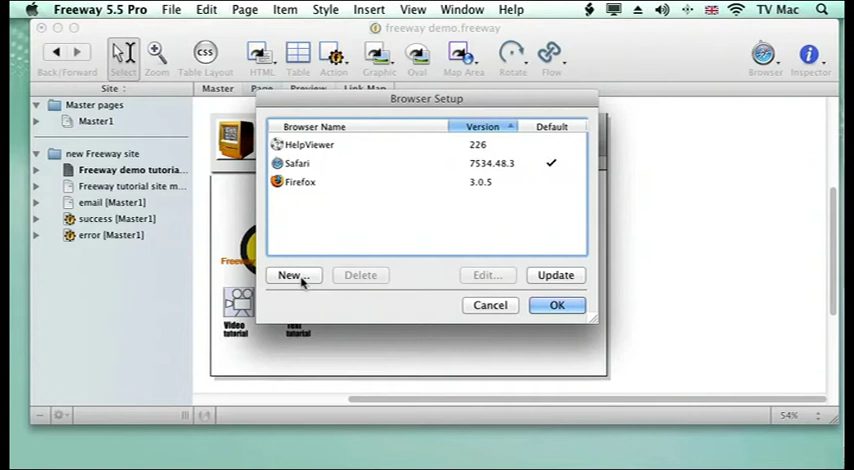 Freeway 5.5 Pro File Edit Page Item Style Insert View Window Help TV Mac
freeway demo.freeway
CSS
Back/Forward Select Zoom Table Layout HTML Table Action Graphic Oval Map Area Rotate Flow Browser Inspector
Site : Master Page Preview Link Map
Master pages
Master1
new Freeway site
Freeway demo tutoria...
Freeway tutorial site m...
email [Master1]
success [Master1]
error [Master1]
Browser Setup
Browser Name Version Default
HelpViewer 226
Safari 7534.48.3
Firefox 3.0.5
New... Delete Edit... Update
Cancel OK
Freew
Video
tutorial
tutorial
54%